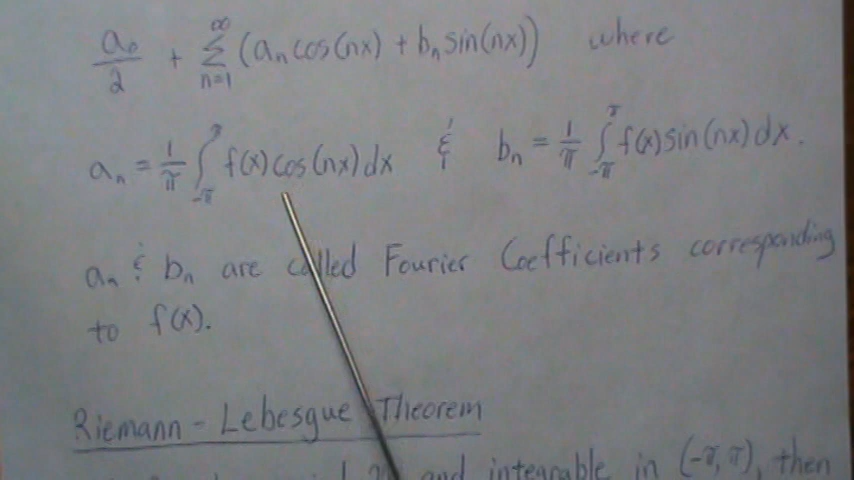 a₀/2 + ∞∑n=1 (aₙ cos(nx) + bₙ sin(nx)) where
aₙ = 1/π ∫_{-π}^{π} f(x) cos(nx) dx & bₙ = 1/π ∫_{-π}^{π} f(x) sin(nx) dx.
aₙ & bₙ are called Fourier Coefficients corresponding
to f(x).
Riemann - Lebesgue Theorem
and integrable in (-π, π), then